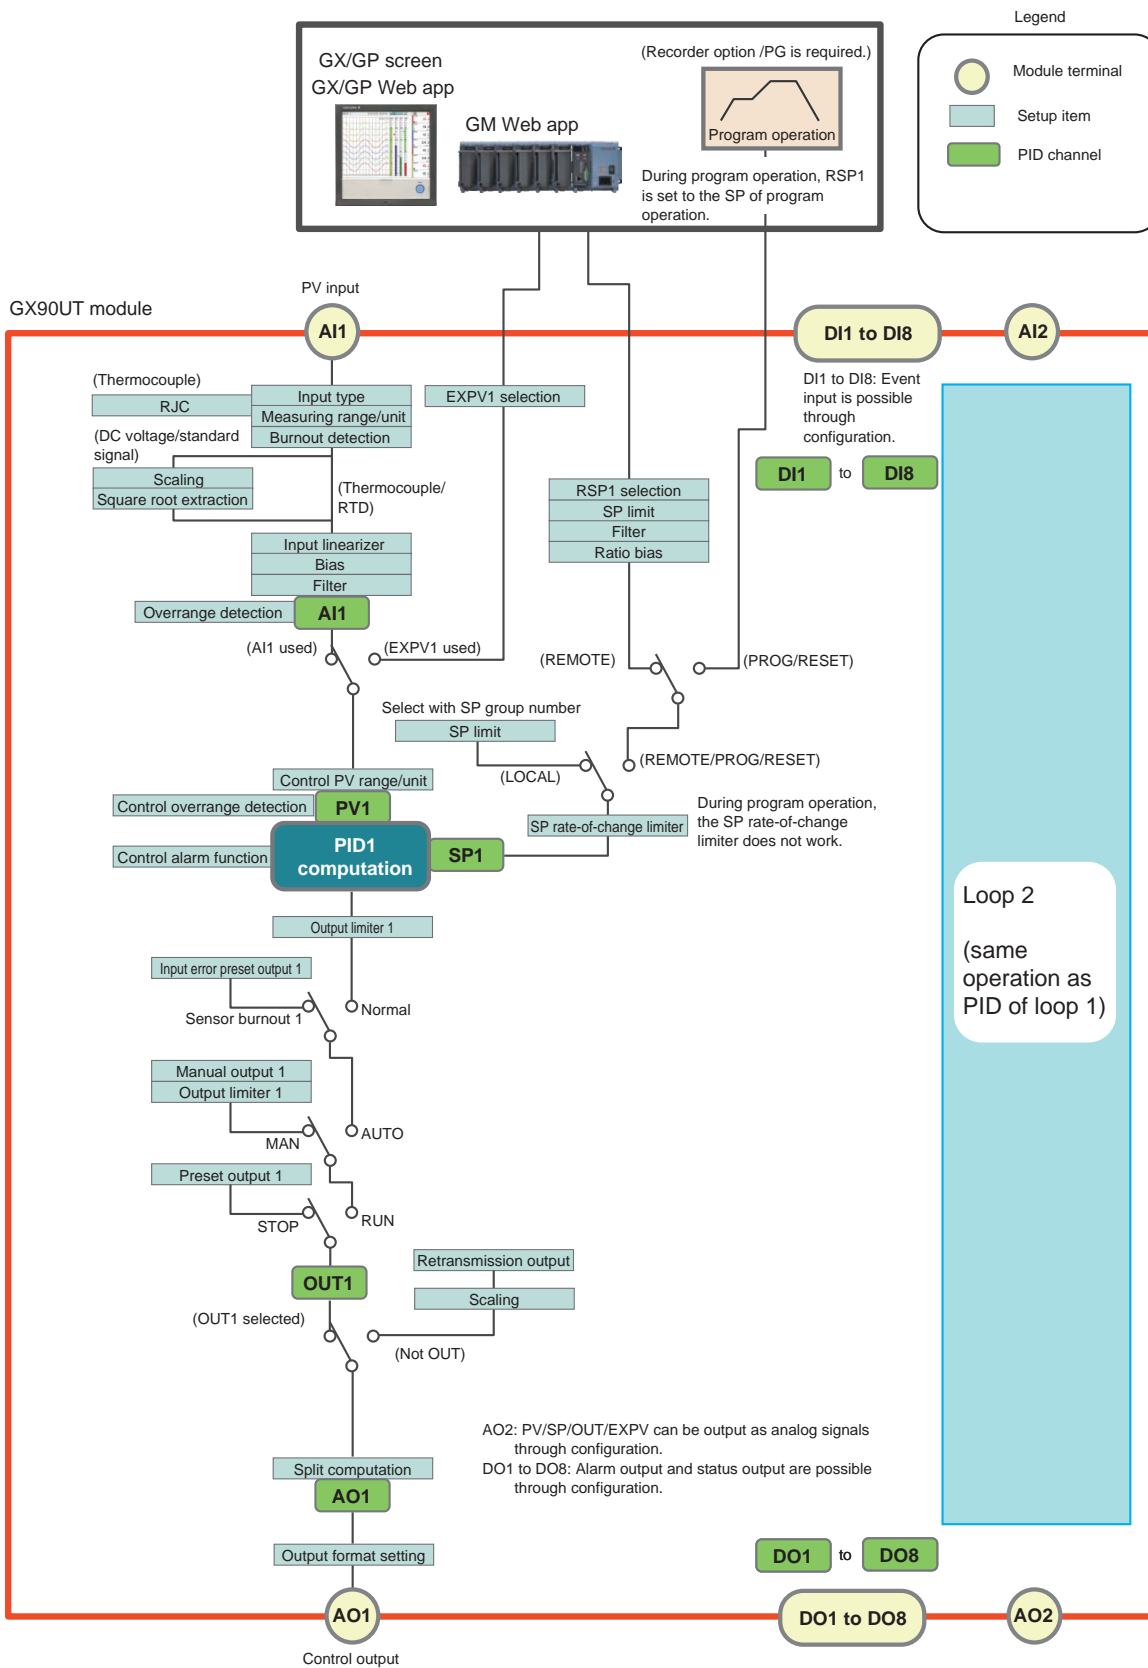 Legend
Module terminal
Setup item
PID channel
GX/GP screen
GX/GP Web app
GM Web app
(Recorder option /PG is required.)
Program operation
During program operation, RSP1
is set to the SP of program
operation.
GX90UT module
PV input
AI1
DI1 to DI8
AI2
(Thermocouple)
RJC
Input type
Measuring range/unit
Burnout detection
EXPV1 selection
DI1 to DI8: Event
input is possible
through
configuration.
(DC voltage/standard
signal)
Scaling
Square root extraction
(Thermocouple/
RTD)
DI1
to
DI8
RSP1 selection
SP limit
Filter
Ratio bias
Input linearizer
Bias
Filter
Overrange detection
AI1
(AI1 used)
(EXPV1 used)
(REMOTE)
(PROG/RESET)
Select with SP group number
SP limit
(LOCAL)
(REMOTE/PROG/RESET)
Control PV range/unit
Control overrange detection
PV1
SP rate-of-change limiter
During program operation,
the SP rate-of-change
limiter does not work.
Control alarm function
PID1
computation
SP1
Loop 2
(same
operation as
PID of loop 1)
Output limiter 1
Input error preset output 1
Sensor burnout 1
Normal
Manual output 1
Output limiter 1
MAN
AUTO
Preset output 1
STOP
RUN
OUT1
Retransmission output
Scaling
(OUT1 selected)
(Not OUT)
AO2: PV/SP/OUT/EXPV can be output as analog signals
through configuration.
DO1 to DO8: Alarm output and status output are possible
through configuration.
Split computation
AO1
Output format setting
DO1
to
DO8
AO1
DO1 to DO8
AO2
Control output